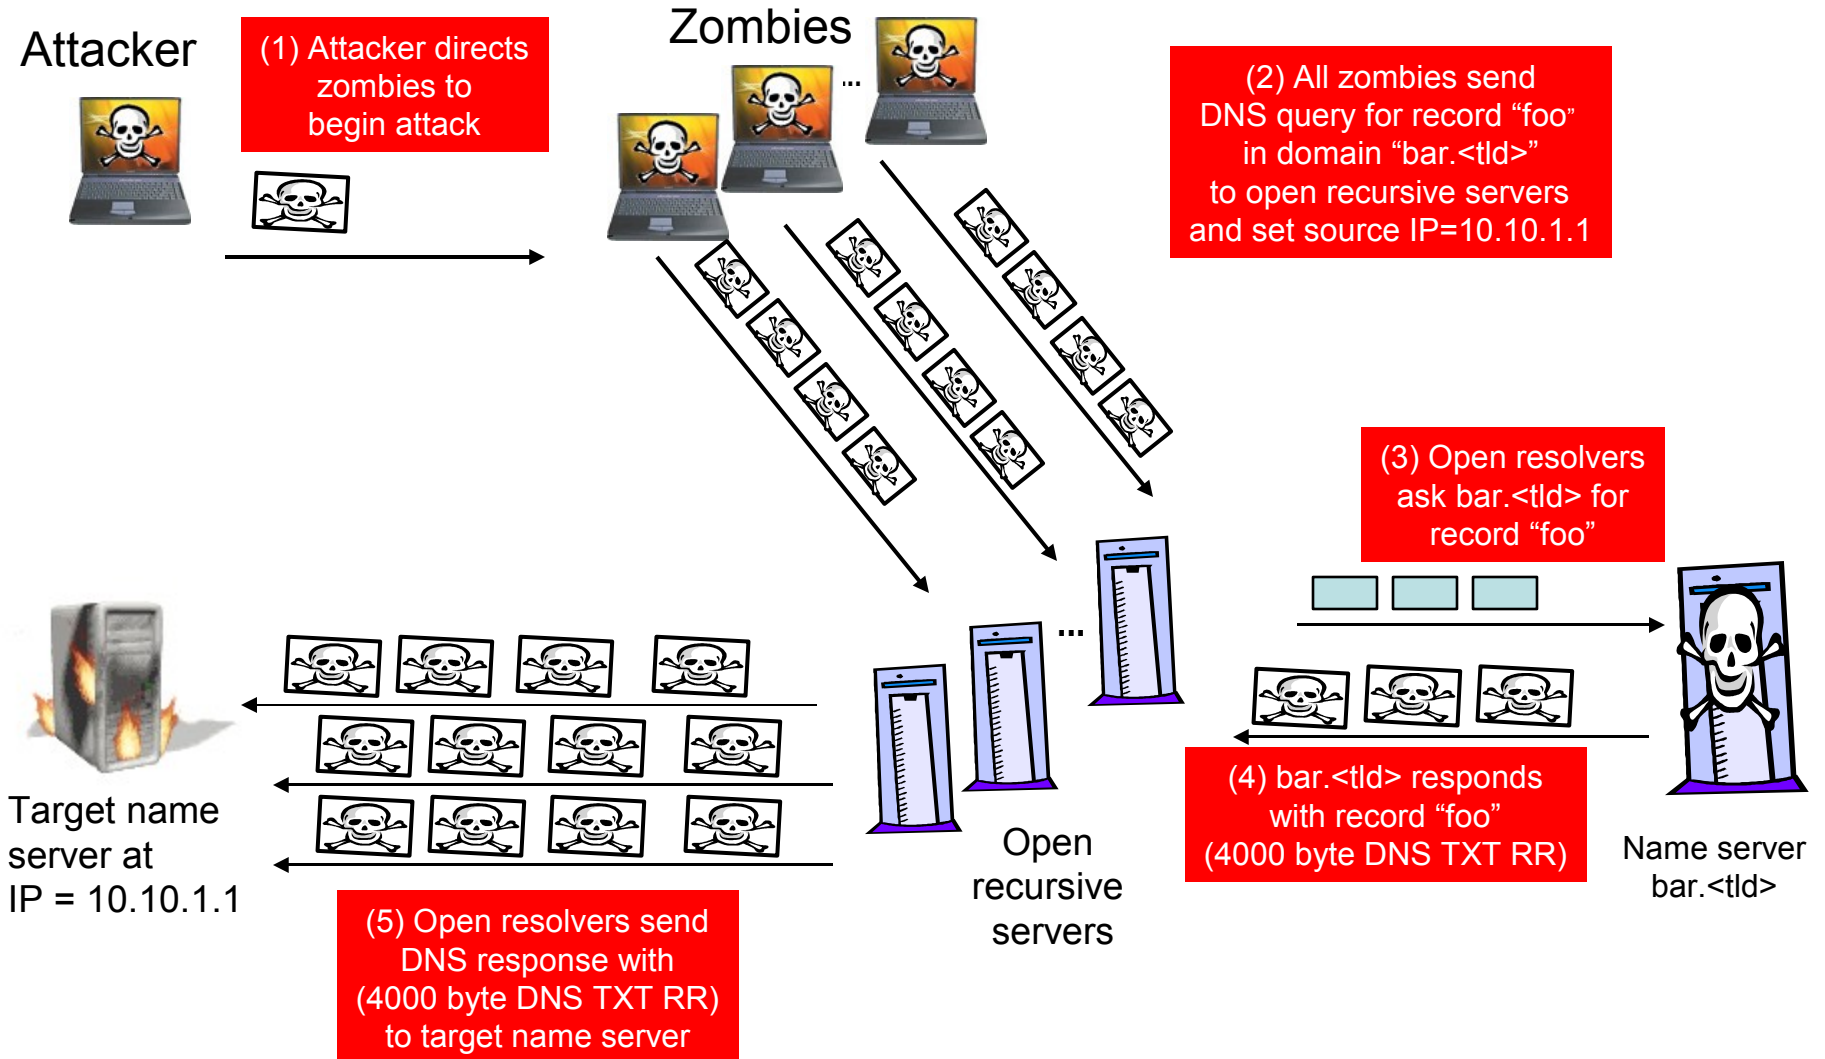 Attacker
(1) Attacker directs
zombies to
begin attack
Zombies
...
(2) All zombies send
DNS query for record “foo”
in domain “bar.<tld>”
to open recursive servers
and set source IP=10.10.1.1
(3) Open resolvers
ask bar.<tld> for
record “foo”
...
(4) bar.<tld> responds
with record “foo”
(4000 byte DNS TXT RR)
Name server
bar.<tld>
Open
recursive
servers
Target name
server at
IP = 10.10.1.1
(5) Open resolvers send
DNS response with
(4000 byte DNS TXT RR)
to target name server